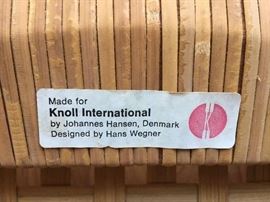 Made for
Knoll International
by Johannes Hansen, Denmark
Designed by Hans Wegner